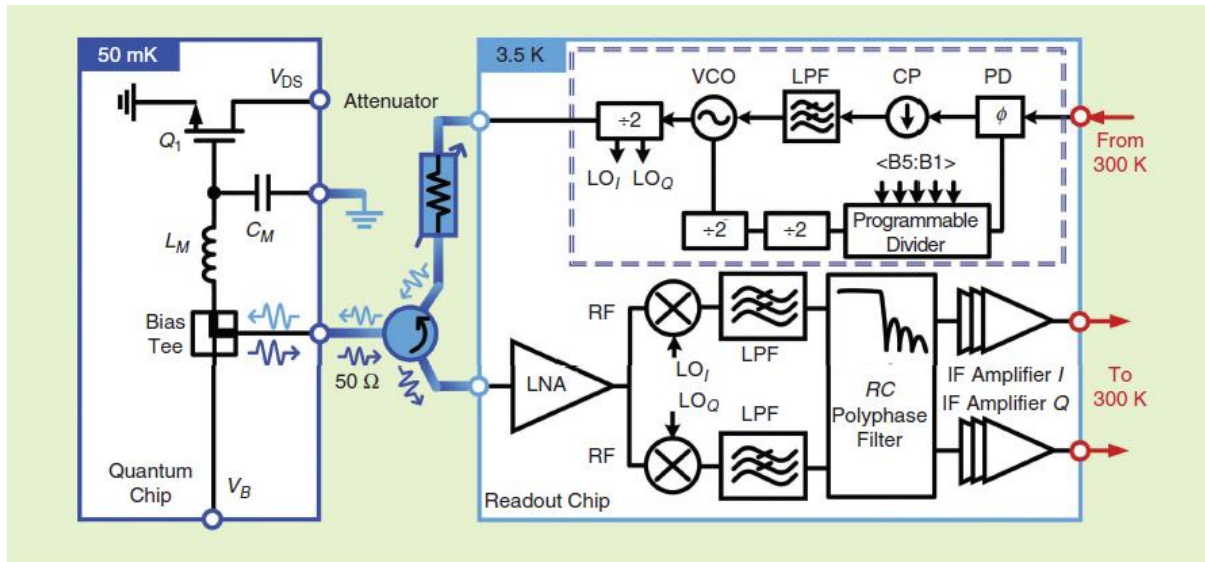 50 mK
V_DS
Attenuator
Q_1
C_M
L_M
Bias
Tee
50 Ω
Quantum
Chip
V_B
3.5 K
VCO
LPF
CP
PD
÷2
ϕ
From
300 K
LO_I LO_Q
<B5:B1>
÷2
÷2
Programmable
Divider
RF
LPF
LO_I
LNA
LO_Q
RC
Polyphase
Filter
IF Amplifier I
IF Amplifier Q
To
300 K
RF
LPF
Readout Chip